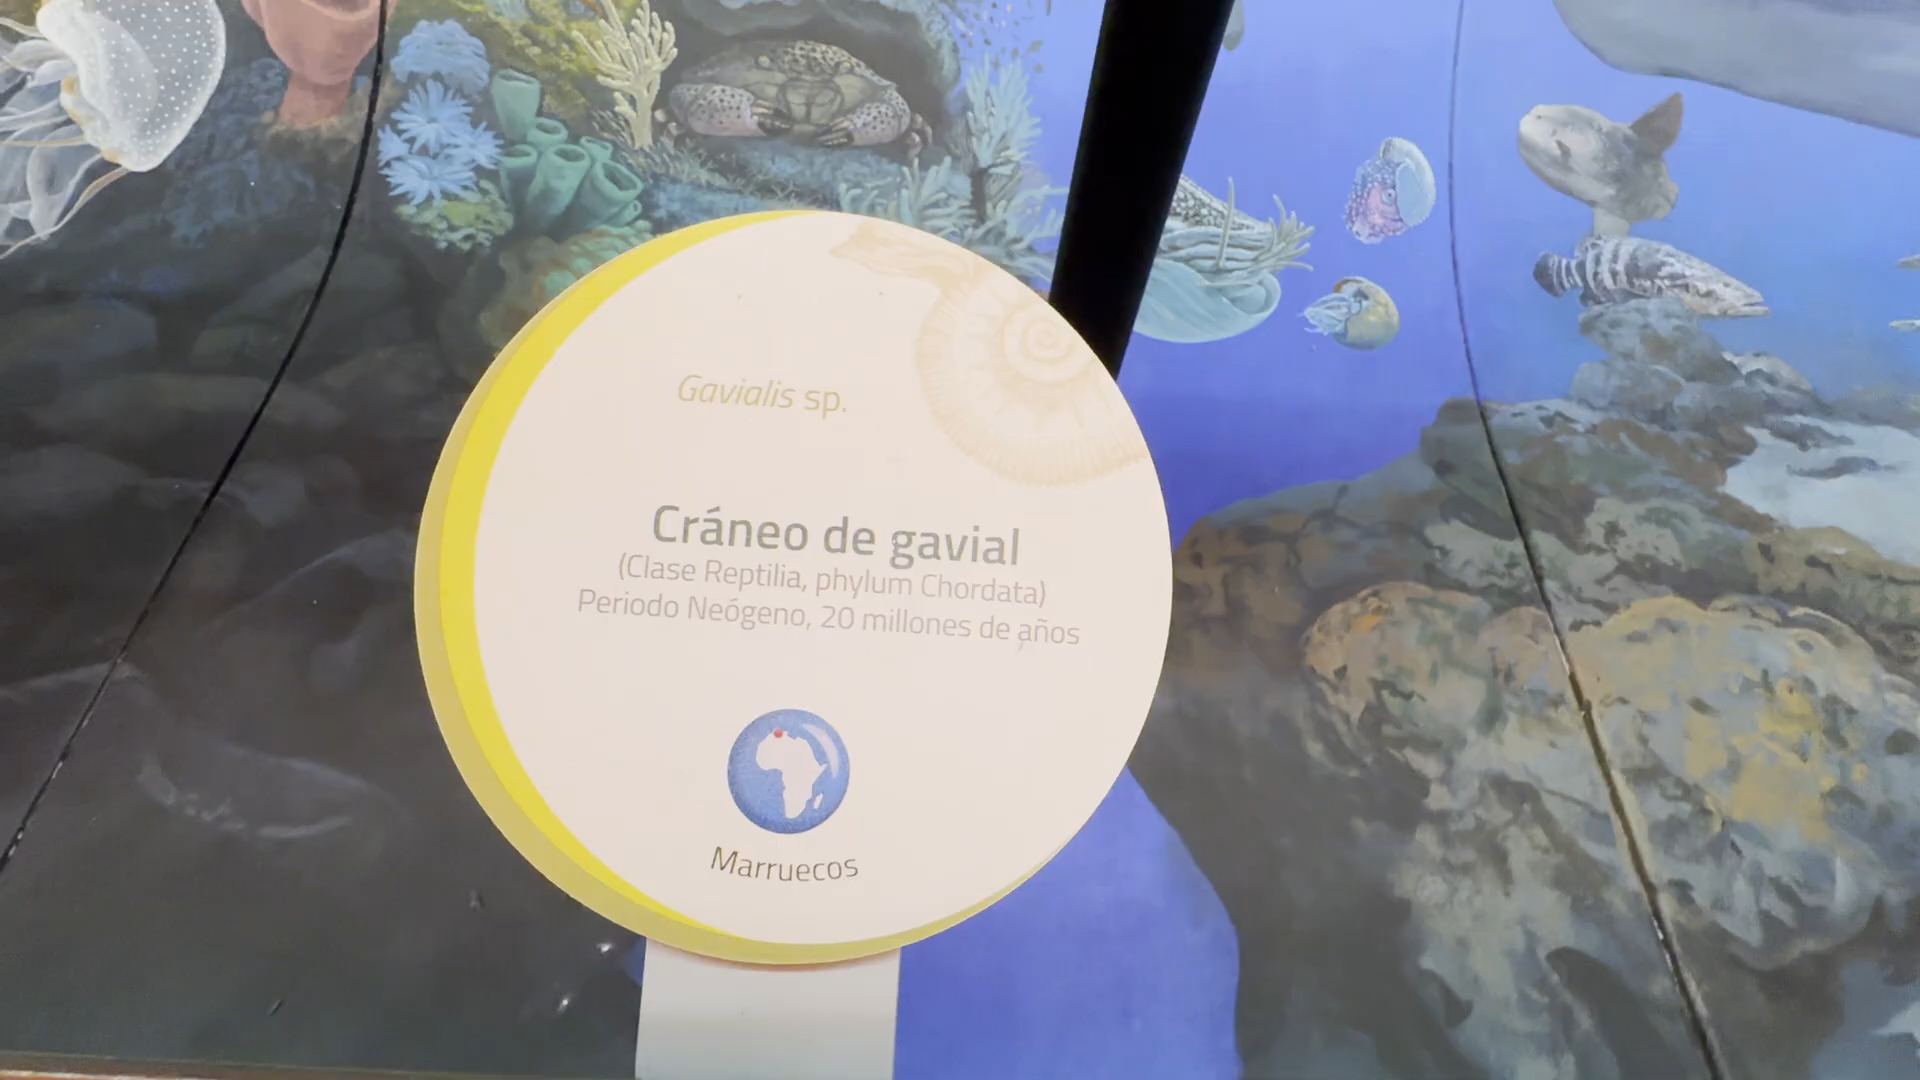 Gavialis sp.
Cráneo de gavial
(Clase Reptilia, phylum Chordata)
Periodo Neógeno, 20 millones de años
Marruecos